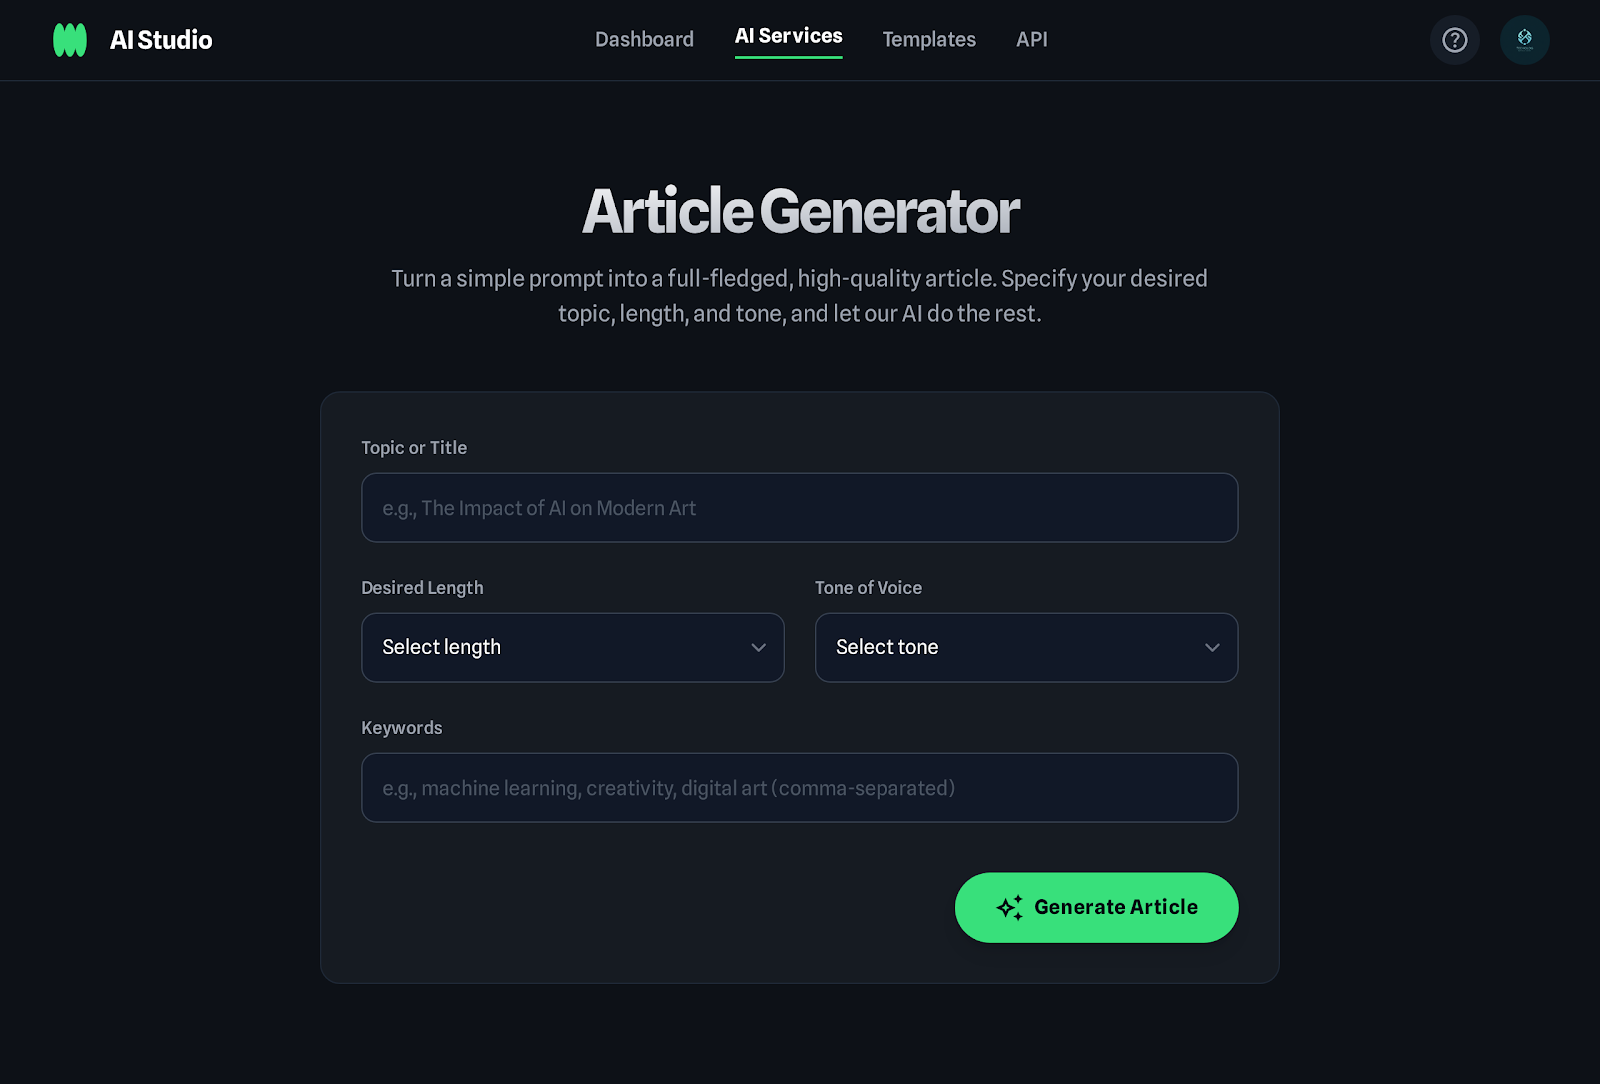 AI Studio
Dashboard
AI Services
Templates
API
Article Generator
Turn a simple prompt into a full-fledged, high-quality article. Specify your desired
topic, length, and tone, and let our AI do the rest.
Topic or Title
e.g., The Impact of AI on Modern Art
Desired Length
Tone of Voice
Select length
Select tone
Keywords
e.g., machine learning, creativity, digital art (comma-separated)
Generate Article